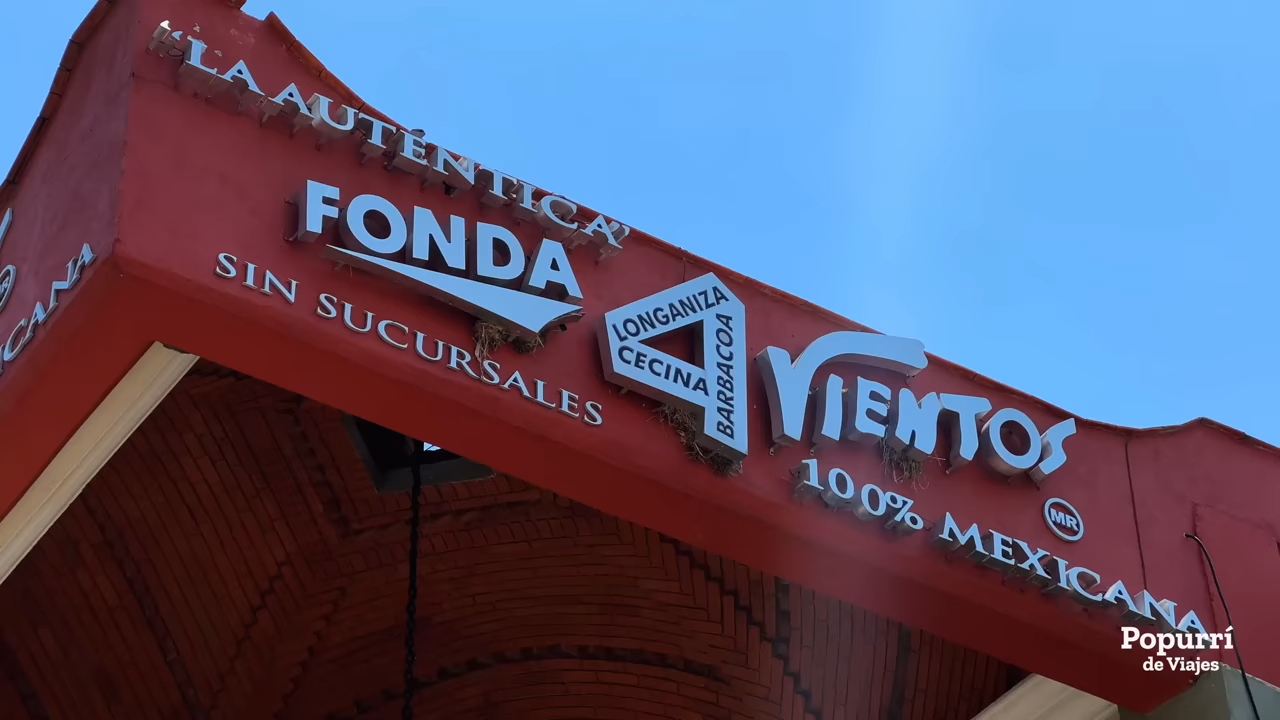 "LA AUTÉNTICA"
FONDA
SIN SUCURSALES
LONGANIZA
CECINA
BARBACOA
4 VIENTOS
MR
100% MEXICANA
Popurrí
de Viajes